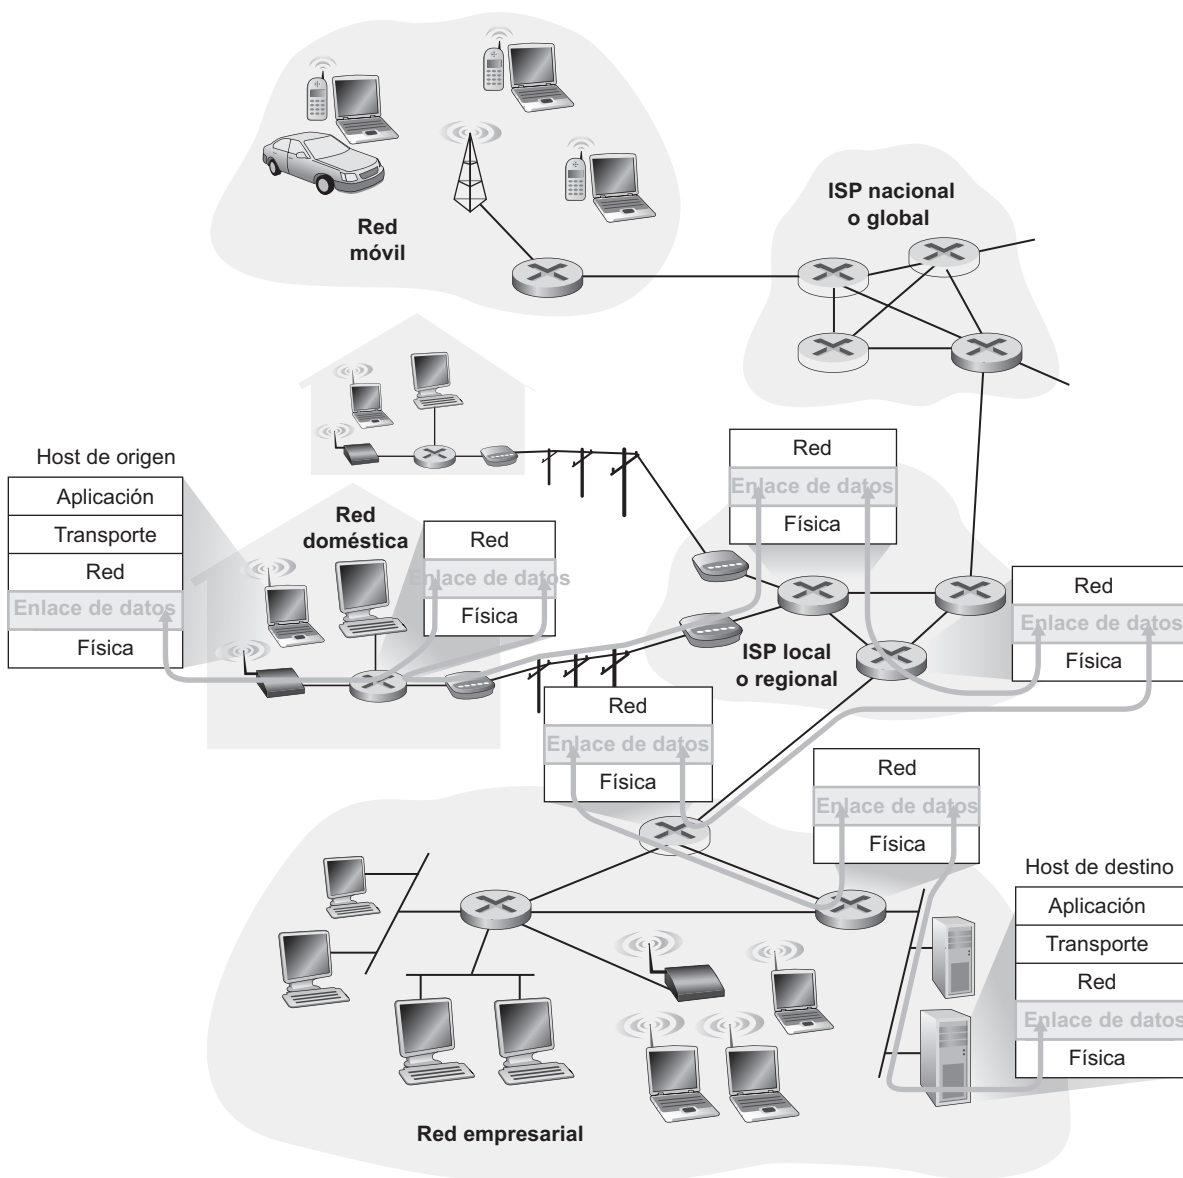 Red
móvil
ISP nacional
o global
Host de origen
Aplicación
Transporte
Red
Enlace de datos
Física
Red
doméstica
Red
Enlace de datos
Física
Red
Enlace de datos
Física
Red
Enlace de datos
Física
ISP local
o regional
Red
Enlace de datos
Física
Red
Enlace de datos
Física
Host de destino
Aplicación
Transporte
Red
Enlace de datos
Física
Red empresarial